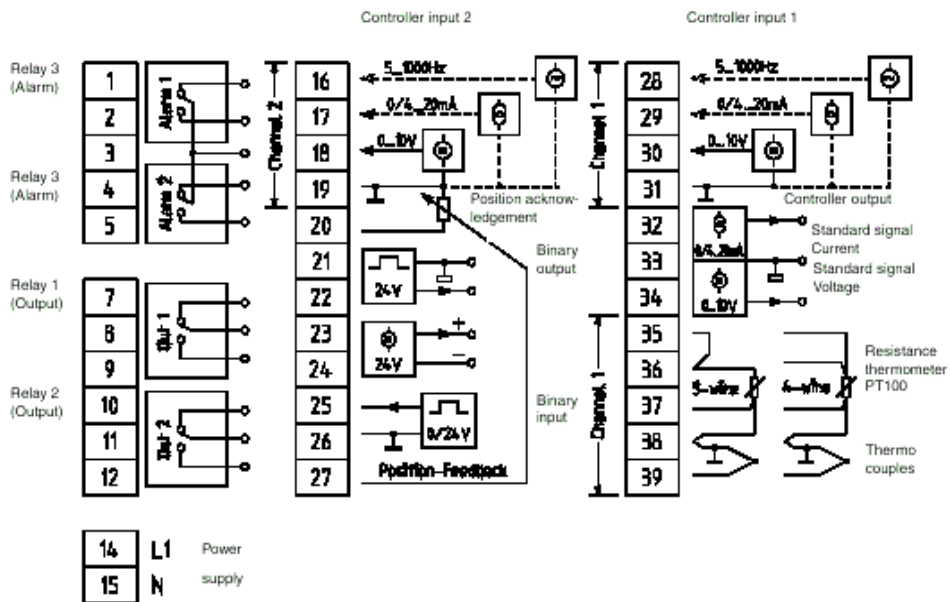 Controller input 2
Controller input 1
Relay 3
(Alarm)
Relay 3
(Alarm)
Relay 1
(Output)
Relay 2
(Output)
1
2
3
4
5
7
8
9
10
11
12
14 L1 Power
15 N supply
Alarm 1
Alarm 2
Out 1
Out 2
Channel 2
16
17
18
19
20
21
22
23
24
25
26
27
5...1000Hz
0/4...20mA
0...10V
Position acknow-
ledgement
Binary
output
24V
24V
+
−
Binary
input
0/24V
Position-Feedback
Channel 1
Channel 1
28
29
30
31
32
33
34
35
36
37
38
39
5...1000Hz
0/4...20mA
0...10V
Controller output
Standard signal
Current
Standard signal
Voltage
0/4...20mA
0...10V
3-wire
4-wire
Resistance
thermometer
PT100
Thermo
couples